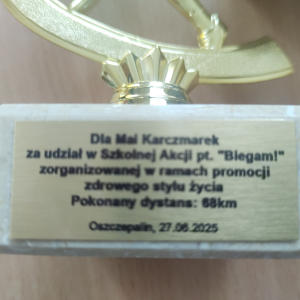 Dla Mai Karczmarek
za udział w Szkolnej Akcji pt. "Biegam!"
zorganizowanej w ramach promocji
zdrowego stylu życia
Pokonany dystans: 68km
Oszczepalin, 27.06.2025